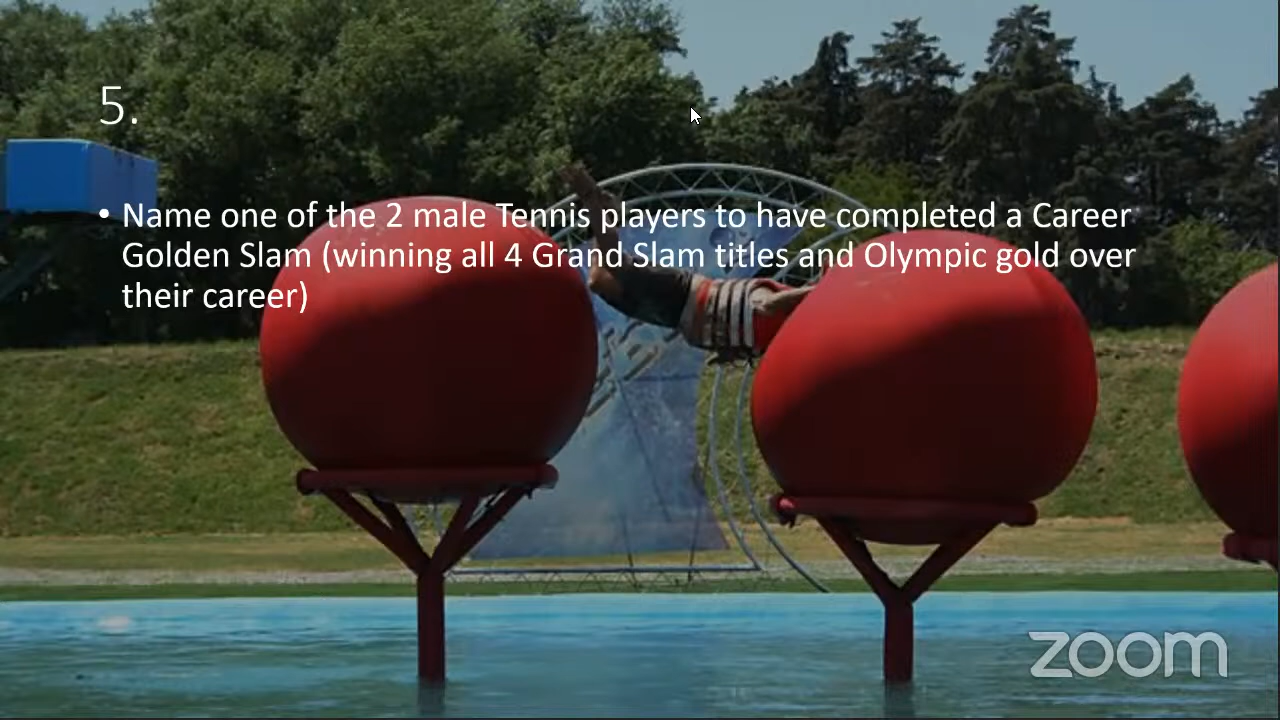 5.
• Name one of the 2 male Tennis players to have completed a Career
Golden Slam (winning all 4 Grand Slam titles and Olympic gold over
their career)
zoom